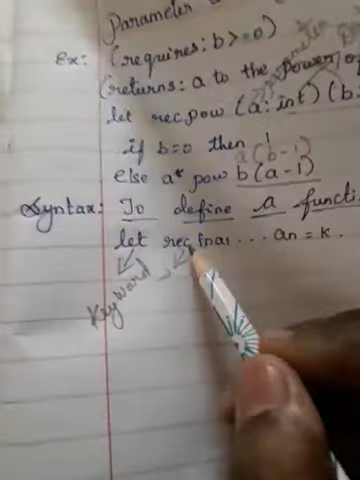 Parameter
Ex: (requires: b>=0)
(returns: a to the power of
let rec pow (a: int) (b:
if b=0 then 1
a(b-1)
else a* pow b(a-1)
Syntax: To define a functi
let rec fna1 ... an = k.
Keyword